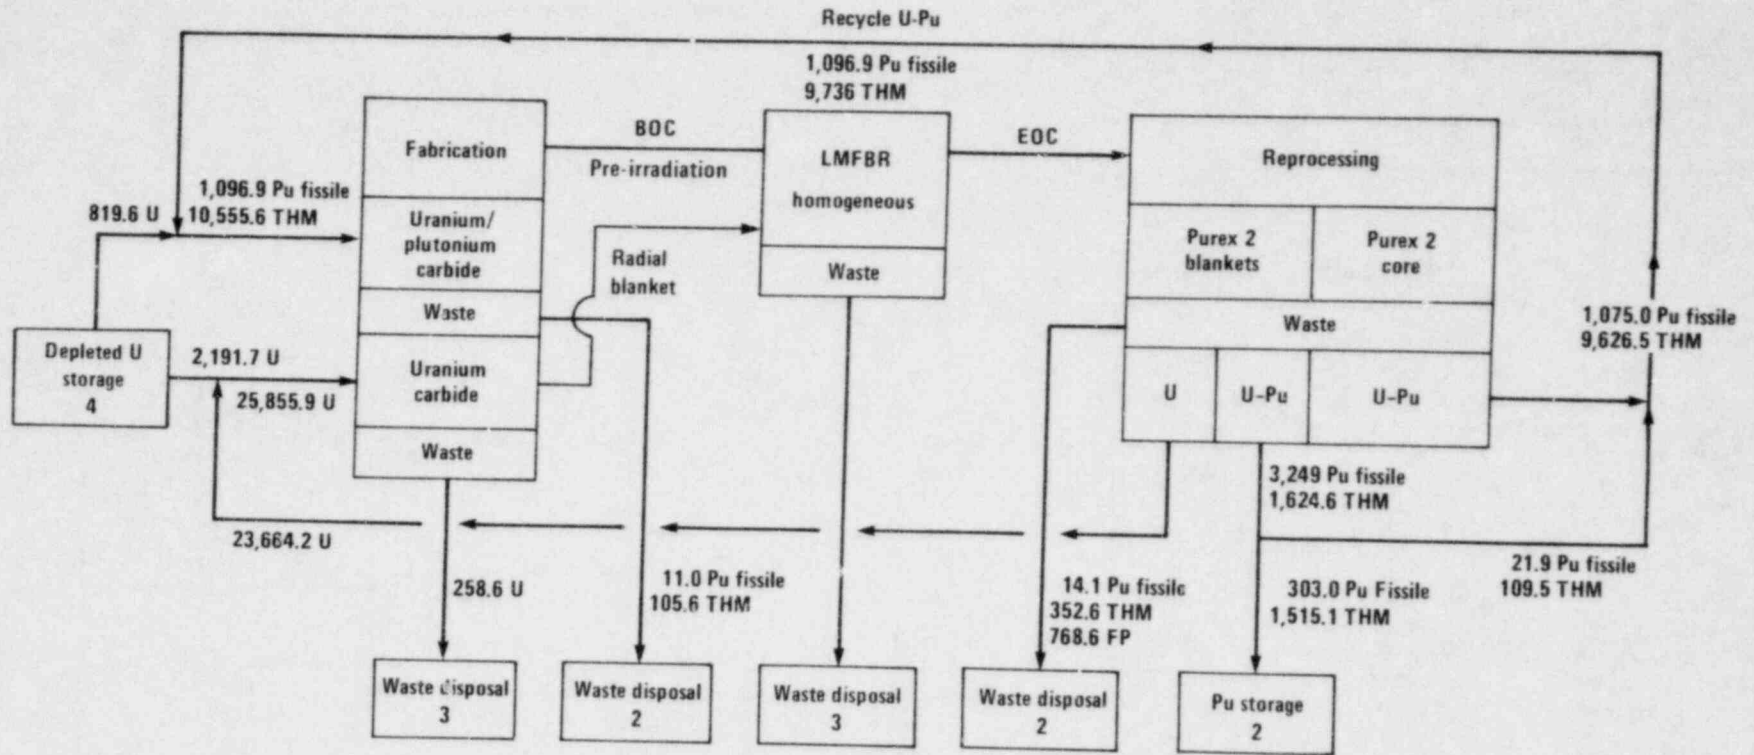 Recycle U-Pu
1,096.9 Pu fissile
9,736 THM
Fabrication
BOC
Pre-irradiation
LMFBR
homogeneous
EOC
Reprocessing
1,096.9 Pu fissile
10,555.6 THM
819.6 U
Uranium/
plutonium
carbide
Radial
blanket
Waste
Purex 2
blankets
Purex 2
core
Waste
Waste
1,075.0 Pu fissile
9,626.5 THM
Depleted U
storage
4
2,191.7 U
25,855.9 U
Uranium
carbide
U
U-Pu
U-Pu
Waste
3,249 Pu fissile
1,624.6 THM
23,664.2 U
258.6 U
11.0 Pu fissile
105.6 THM
14.1 Pu fissile
352.6 THM
768.6 FP
303.0 Pu Fissile
1,515.1 THM
21.9 Pu fissile
109.5 THM
Waste disposal
3
Waste disposal
2
Waste disposal
3
Waste disposal
2
Pu storage
2